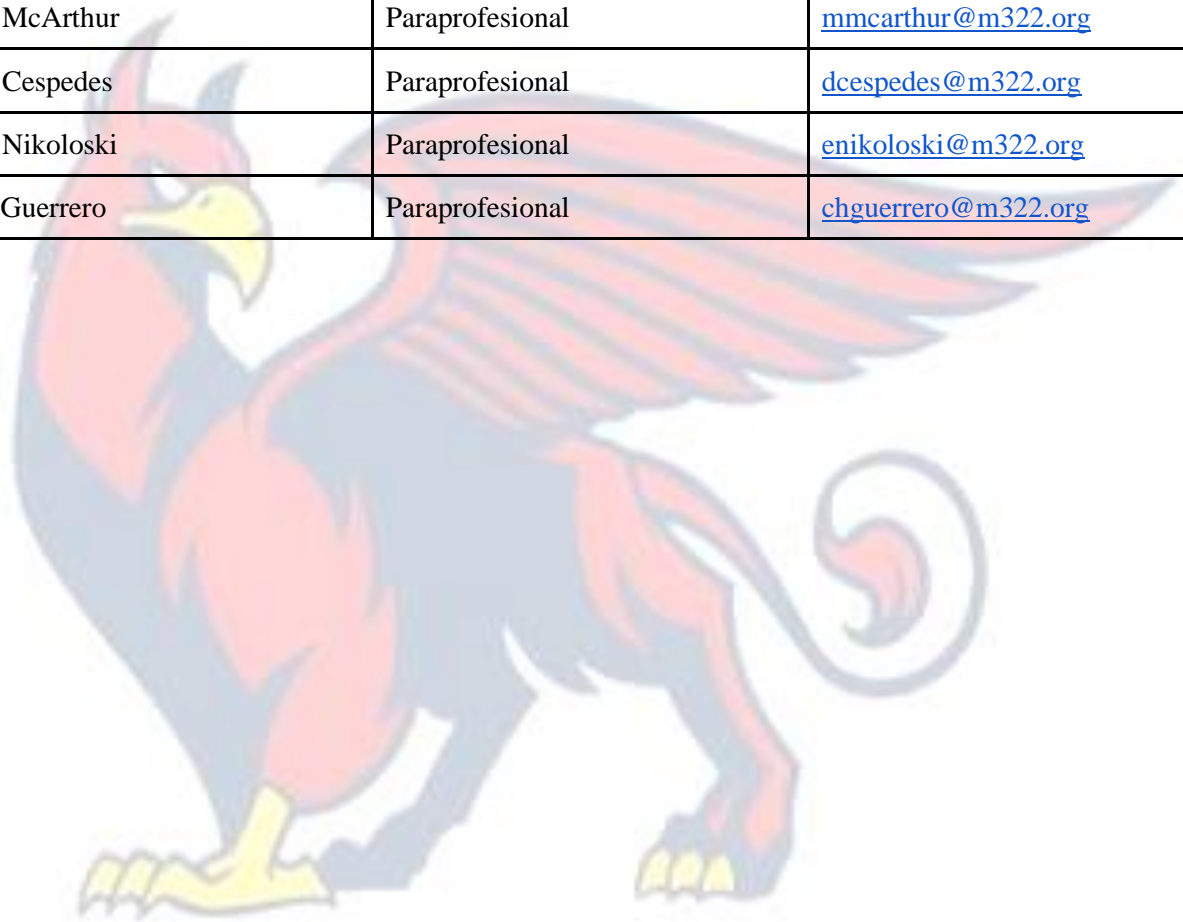 McArthur Paraprofesional mmcarthur@m322.org
Cespedes Paraprofesional dcespedes@m322.org
Nikoloski Paraprofesional enikoloski@m322.org
Guerrero Paraprofesional chguerrero@m322.org